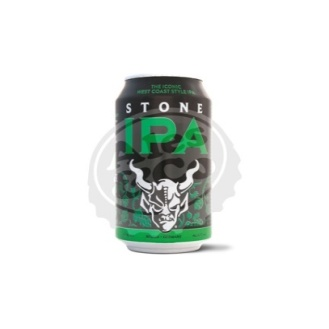 THE ICONIC
WEST COAST STYLE IPA
STONE
IPA